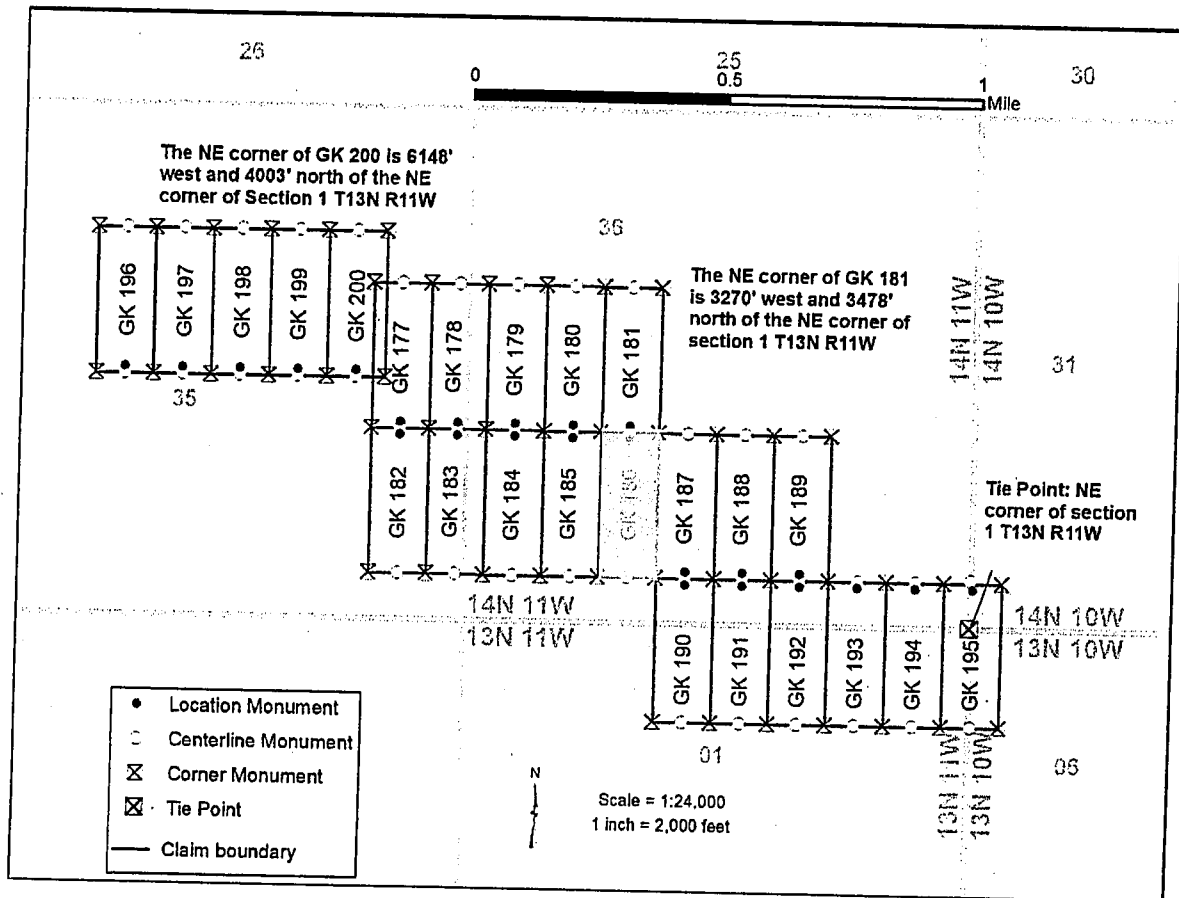 26
25
30
0
0.5
1
Mile
The NE corner of GK 200 is 6148'
west and 4003' north of the NE
corner of Section 1 T13N R11W
36
The NE corner of GK 181
is 3270' west and 3478'
north of the NE corner of
section 1 T13N R11W
14N 11W
14N 10W
31
GK 196
GK 197
GK 198
GK 199
GK 200
GK 177
GK 178
GK 179
GK 180
GK 181
35
GK 182
GK 183
GK 184
GK 185
GK 186
GK 187
GK 188
GK 189
Tie Point: NE
corner of section
1 T13N R11W
14N 11W
13N 11W
14N 10W
13N 10W
GK 190
GK 191
GK 192
GK 193
GK 194
GK 195
01
06
13N 11W
13N 10W
Location Monument
Centerline Monument
Corner Monument
Tie Point
Claim boundary
N
Scale = 1:24,000
1 inch = 2,000 feet